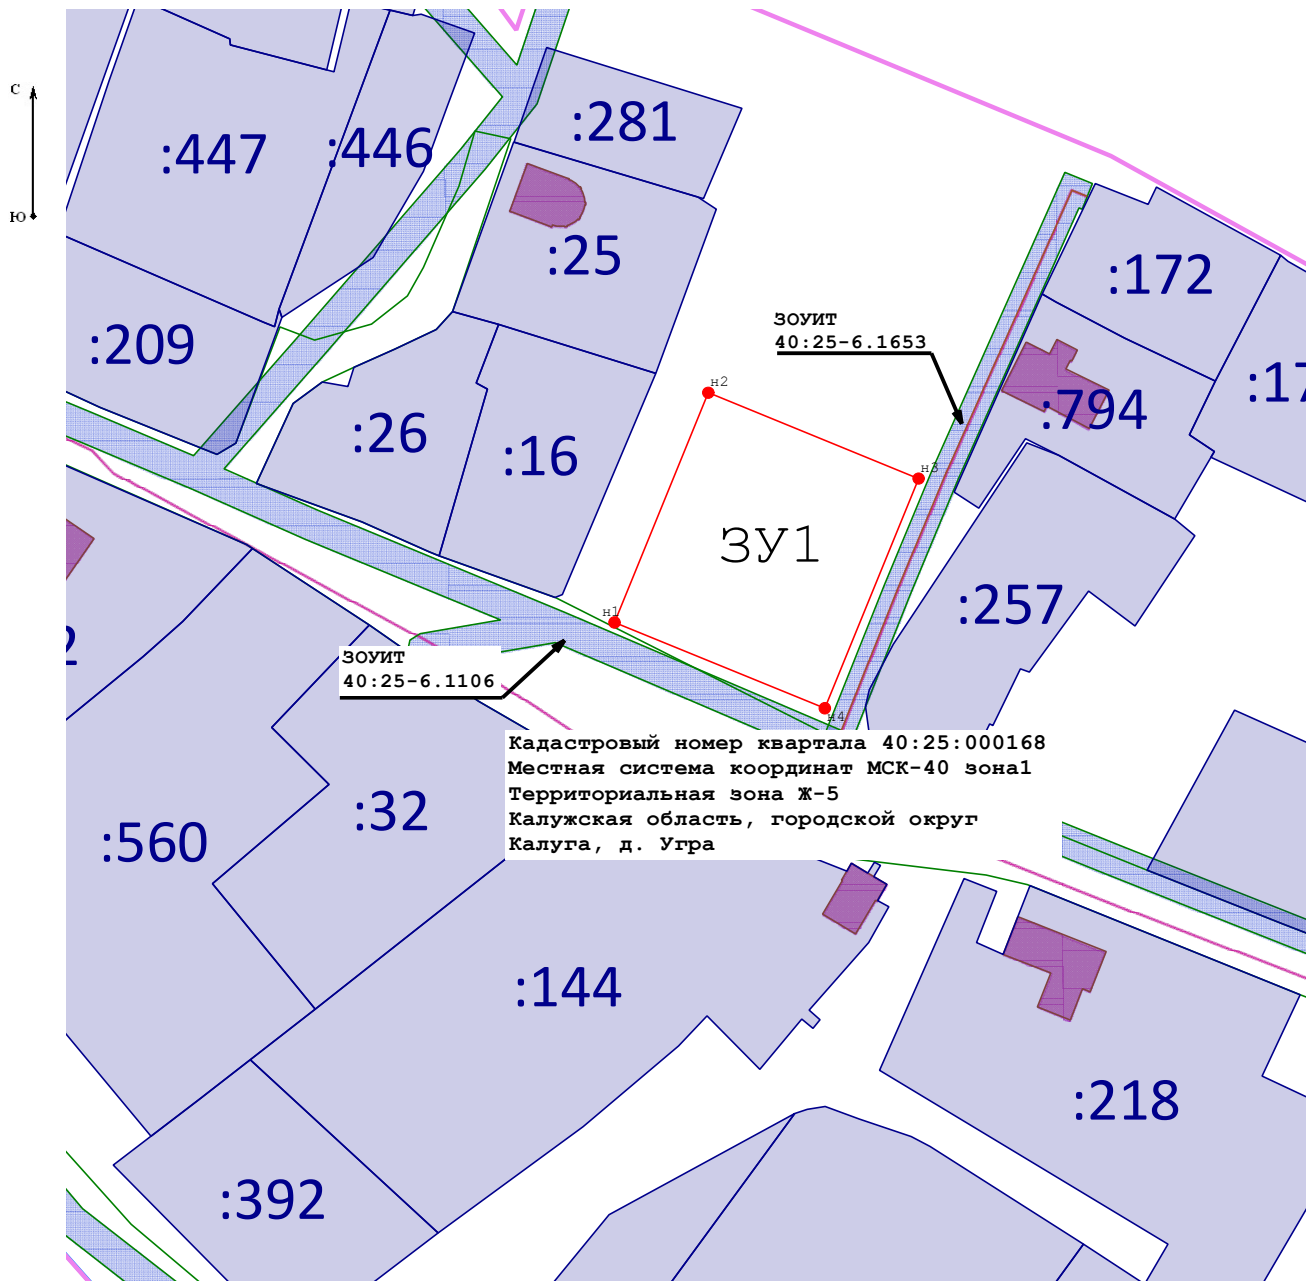 С
Ю
:281
:447
:446
:25
:172
ЗОУИТ
40:25-6.1653
:209
н2
:794
:26
:16
н3
ЗУ1
:257
н1
ЗОУИТ
40:25-6.1106
н4
Кадастровый номер квартала 40:25:000168
Местная система координат МСК-40 зона1
Территориальная зона Ж-5
Калужская область, городской округ
Калуга, д. Угра
:32
:560
:144
:218
:392